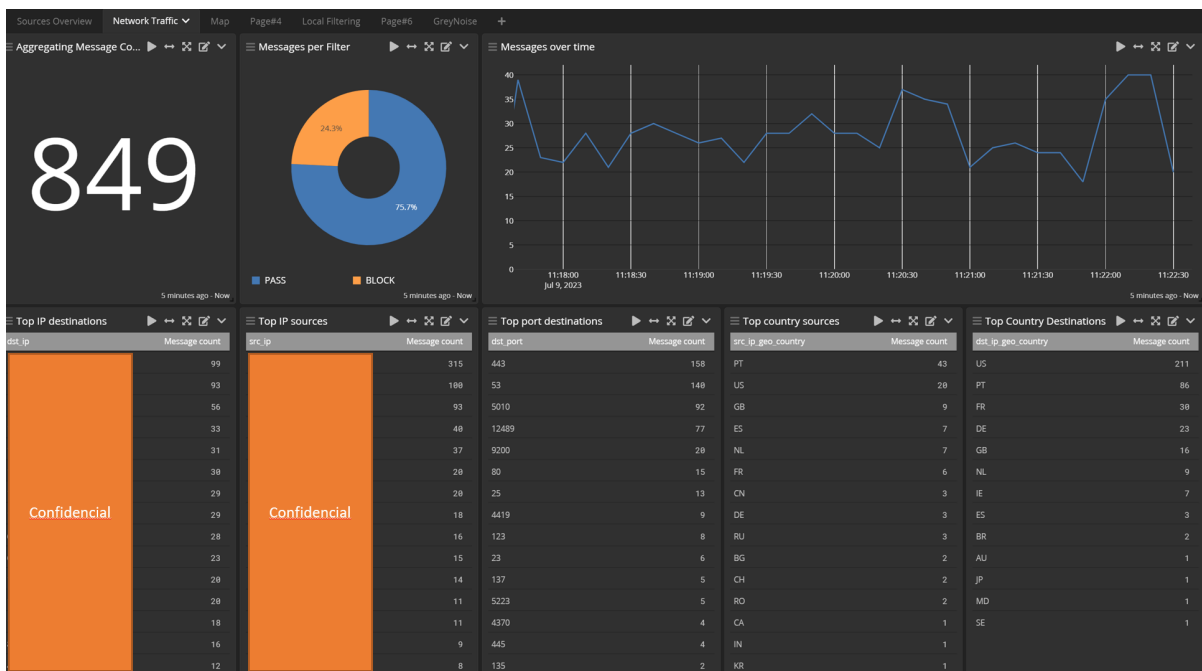 Sources Overview Network Traffic Map Page#4 Local Filtering Page#6 GreyNoise +
Aggregating Message Co...
849
5 minutes ago - Now
Messages per Filter
24.3%
75.7%
PASS BLOCK
5 minutes ago - Now
Messages over time
40
35
30
25
20
15
10
5
0
11:18:00 11:18:30 11:19:00 11:19:30 11:20:00 11:20:30 11:21:00 11:21:30 11:22:00 11:22:30
Jul 9, 2023
5 minutes ago - Now
Top IP destinations
dst_ip Message count
99
93
56
33
31
30
29
29
28
23
20
20
18
16
12
Confidencial
Top IP sources
src_ip Message count
315
100
93
40
37
20
20
18
16
15
14
11
11
9
8
Confidencial
Top port destinations
dst_port Message count
443 158
53 140
5010 92
12489 77
9200 20
80 15
25 13
4419 9
123 8
23 6
137 5
5223 5
4370 4
445 4
135 2
Top country sources
src_ip_geo_country Message count
PT 43
US 20
GB 9
ES 7
NL 7
FR 6
CN 3
DE 3
RU 3
BG 2
CH 2
RO 2
CA 1
IN 1
KR 1
Top Country Destinations
dst_ip_geo_country Message count
US 211
PT 86
FR 30
DE 23
GB 16
NL 9
IE 7
ES 3
BR 2
AU 1
JP 1
MD 1
SE 1